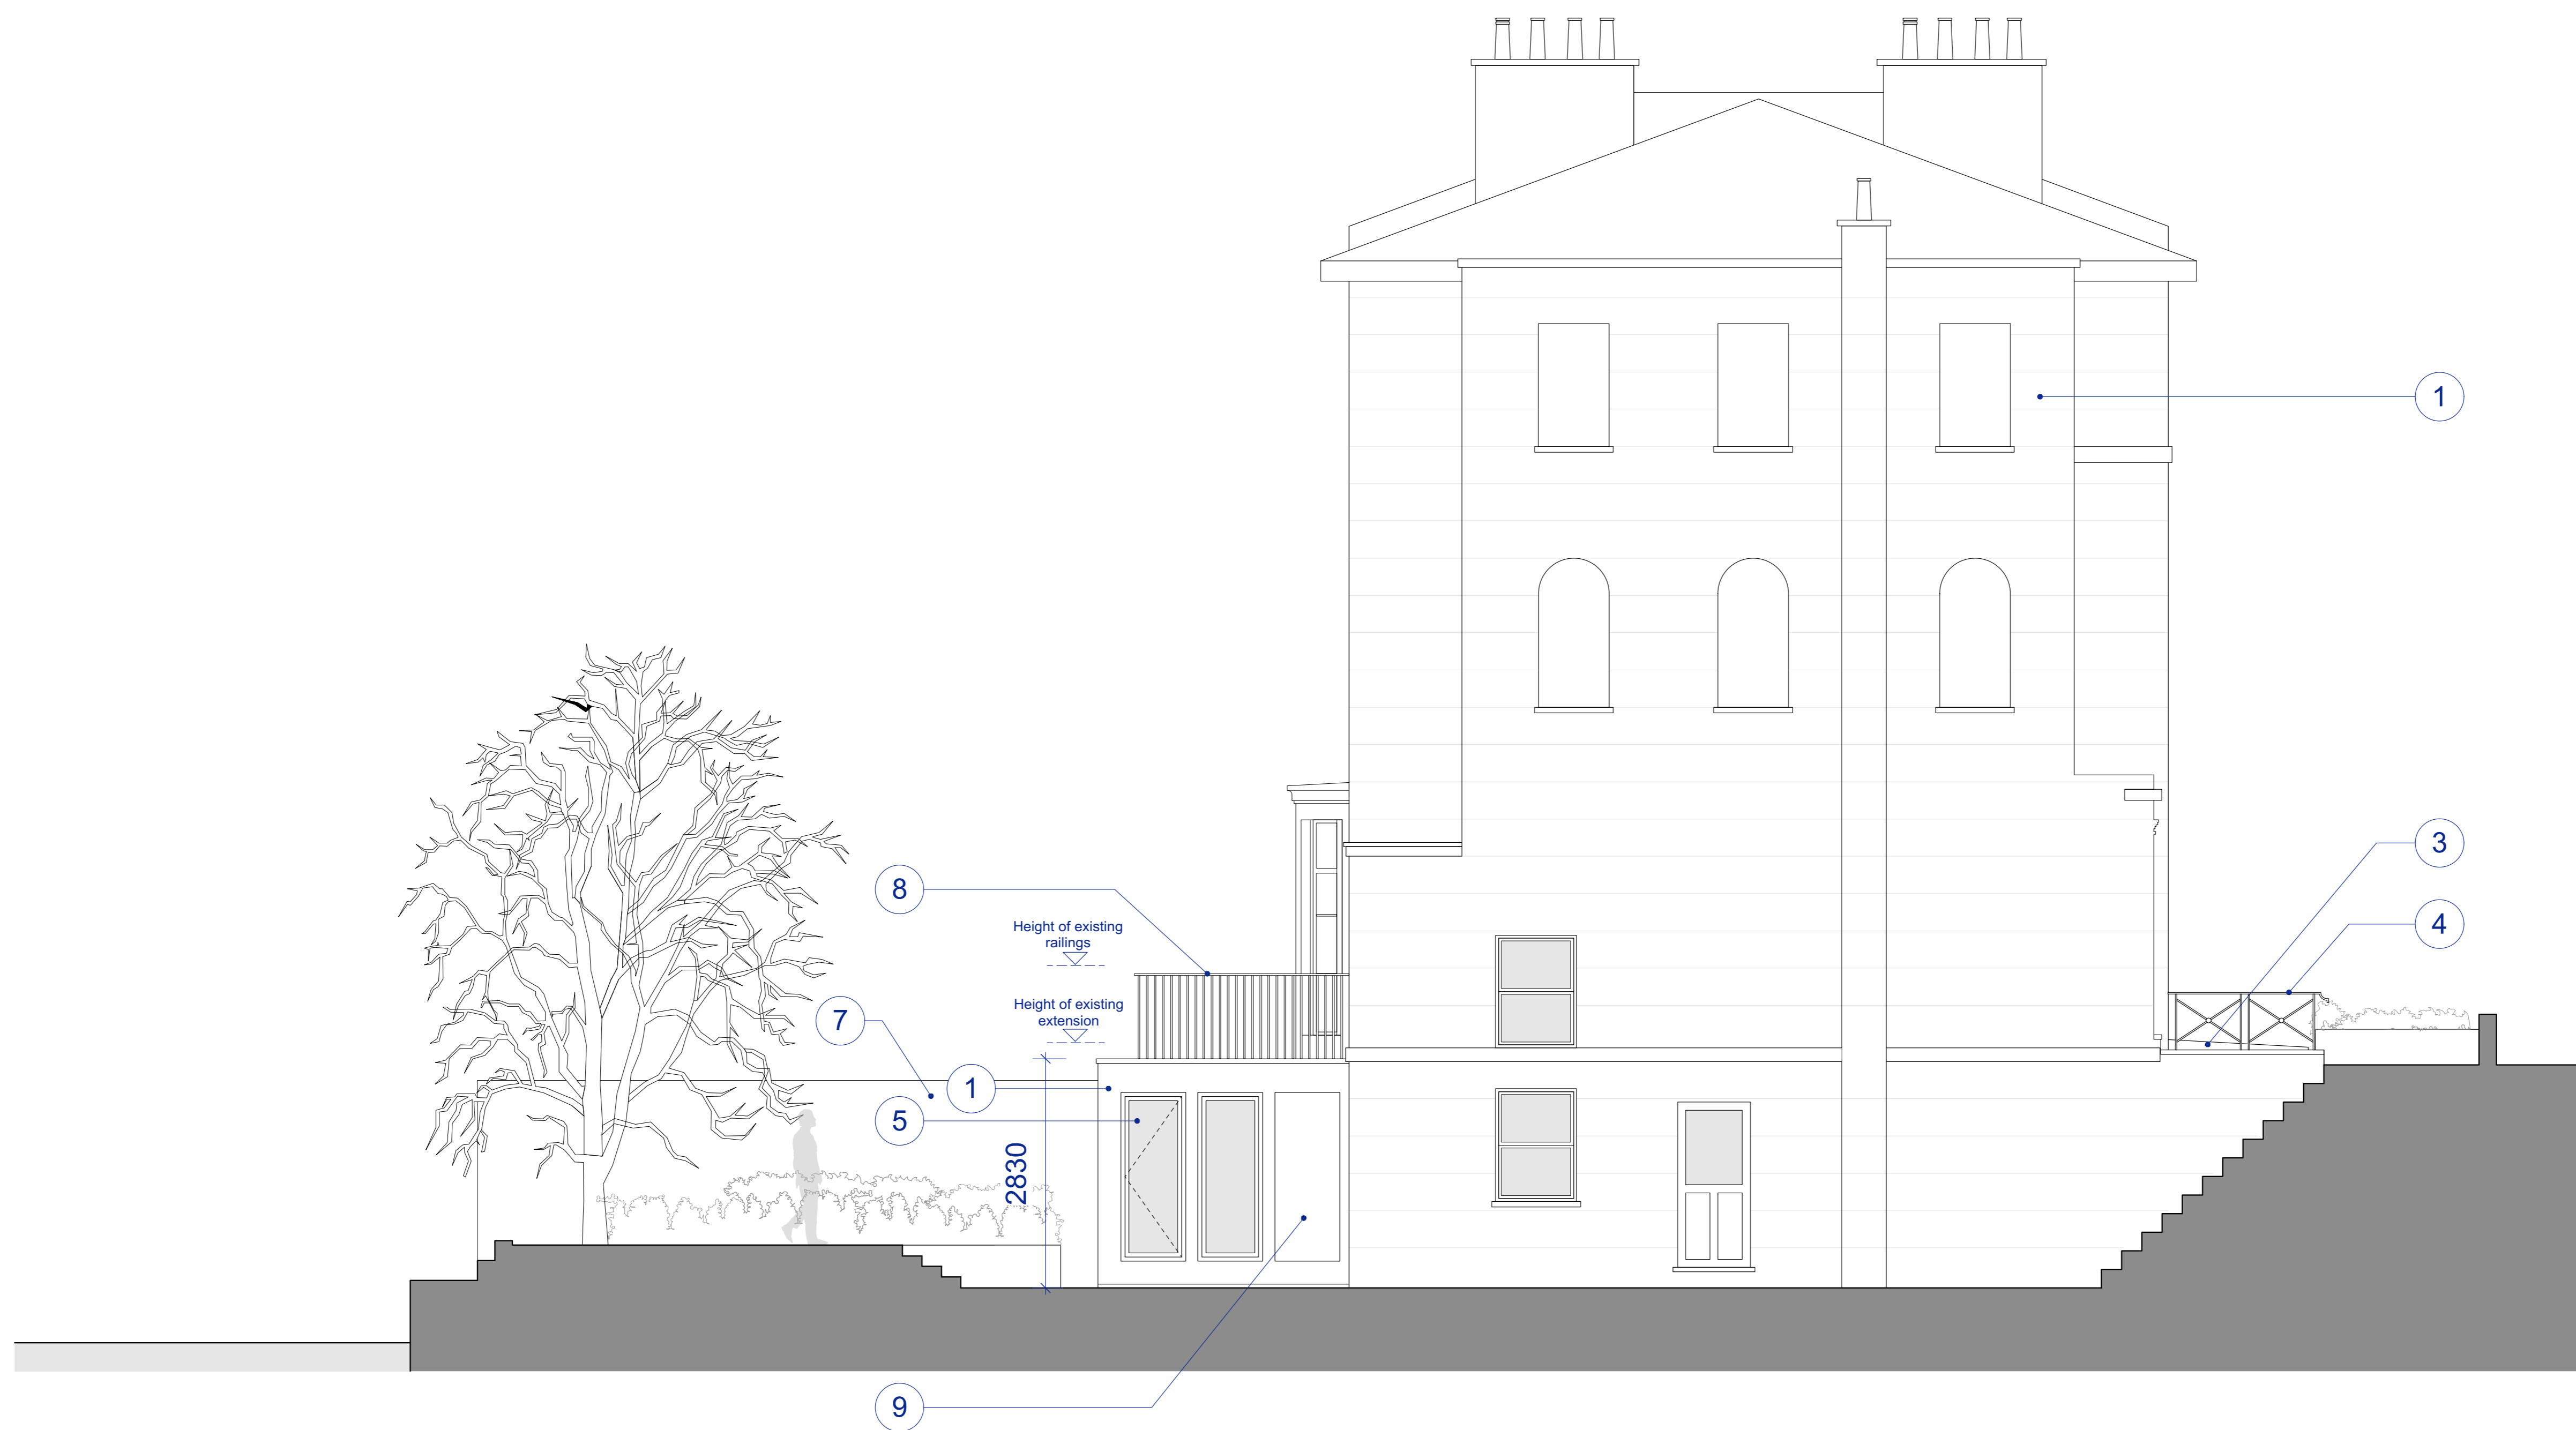 1
3
8
Height of existing
railings
4
Height of existing
extension
7
1
5
2830
9